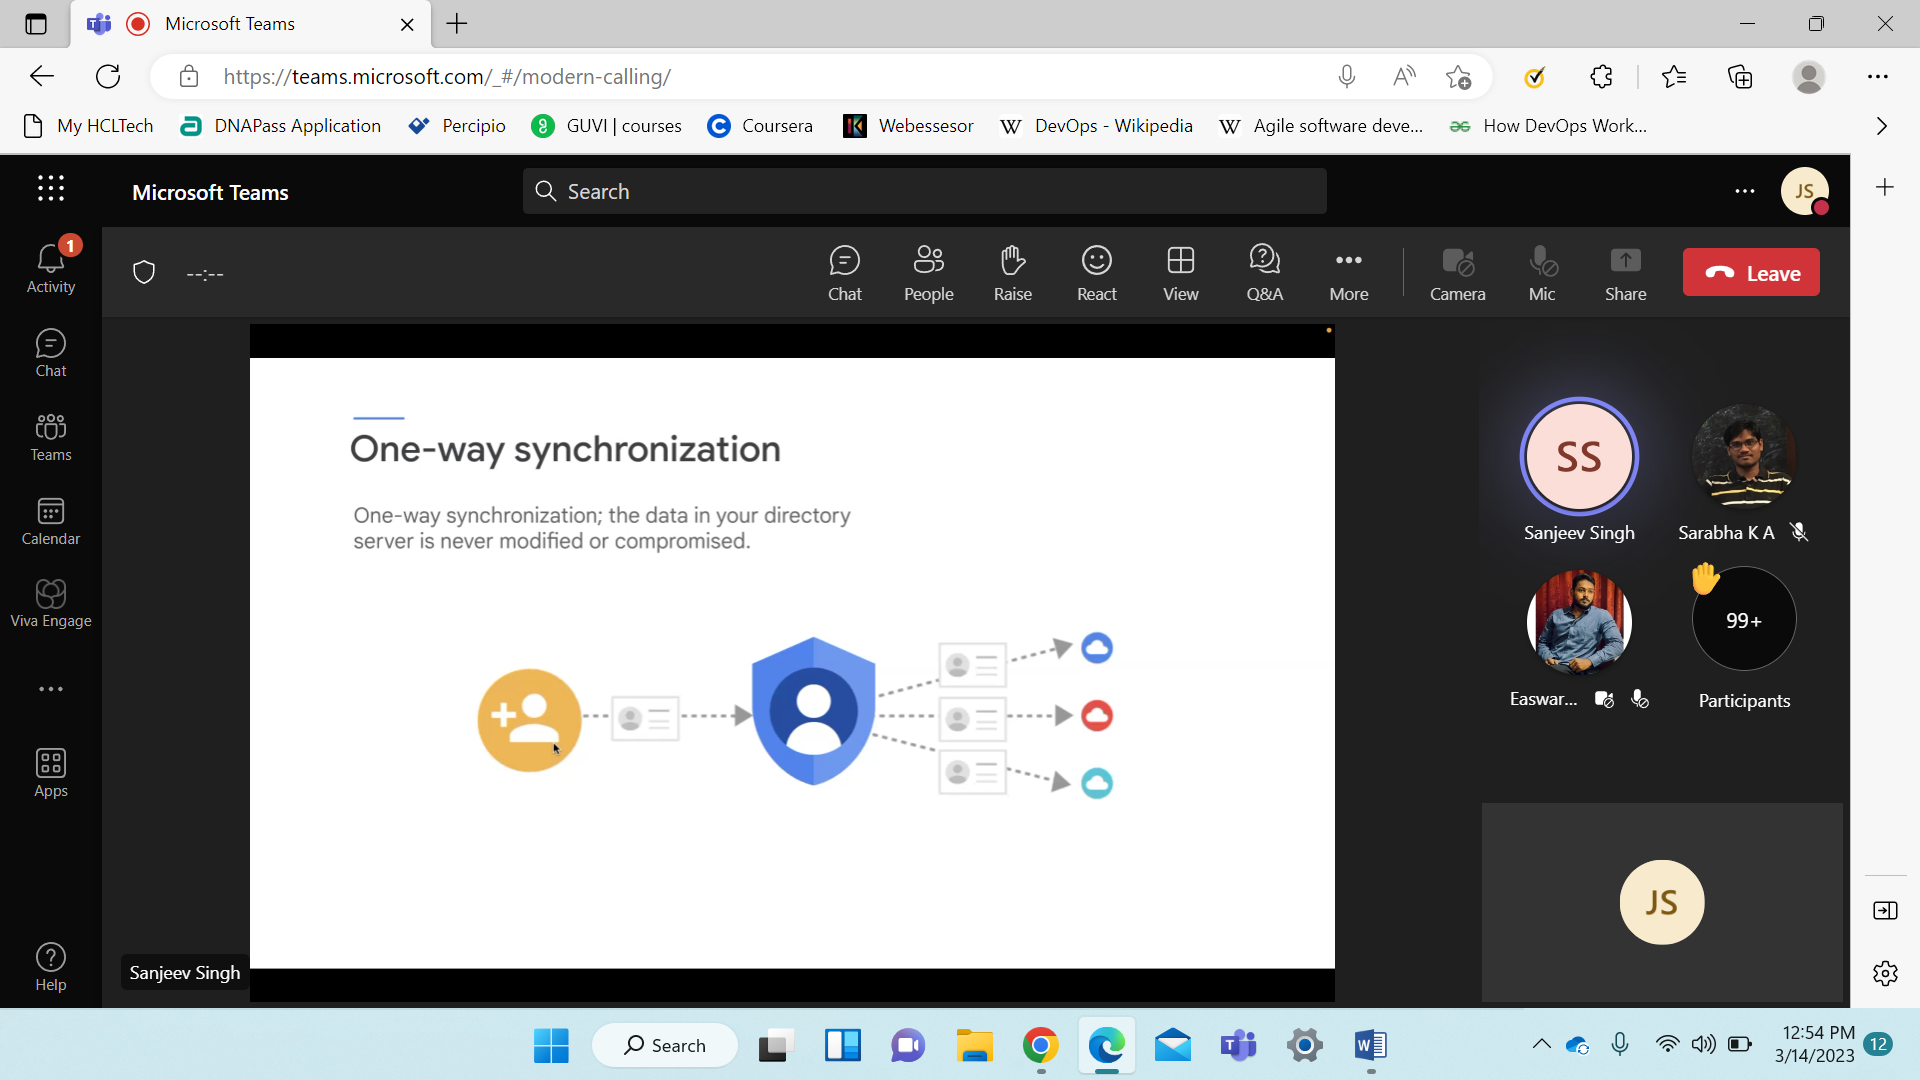 Microsoft Teams
https://teams.microsoft.com/_#/modern-calling/
My HCLTech
DNAPass Application
Percipio
GUVI | courses
Coursera
Webessesor
DevOps - Wikipedia
Agile software deve...
How DevOps Work...
Microsoft Teams
Search
JS
1
Activity
Chat
Teams
Calendar
Viva Engage
Apps
Help
--:--
Chat
People
Raise
React
View
Q&A
More
Camera
Mic
Share
Leave
One-way synchronization
One-way synchronization; the data in your directory
server is never modified or compromised.
Sanjeev Singh
SS
Sanjeev Singh
Sarabha K A
Easwar...
99+
Participants
JS
Search
12:54 PM
3/14/2023
12